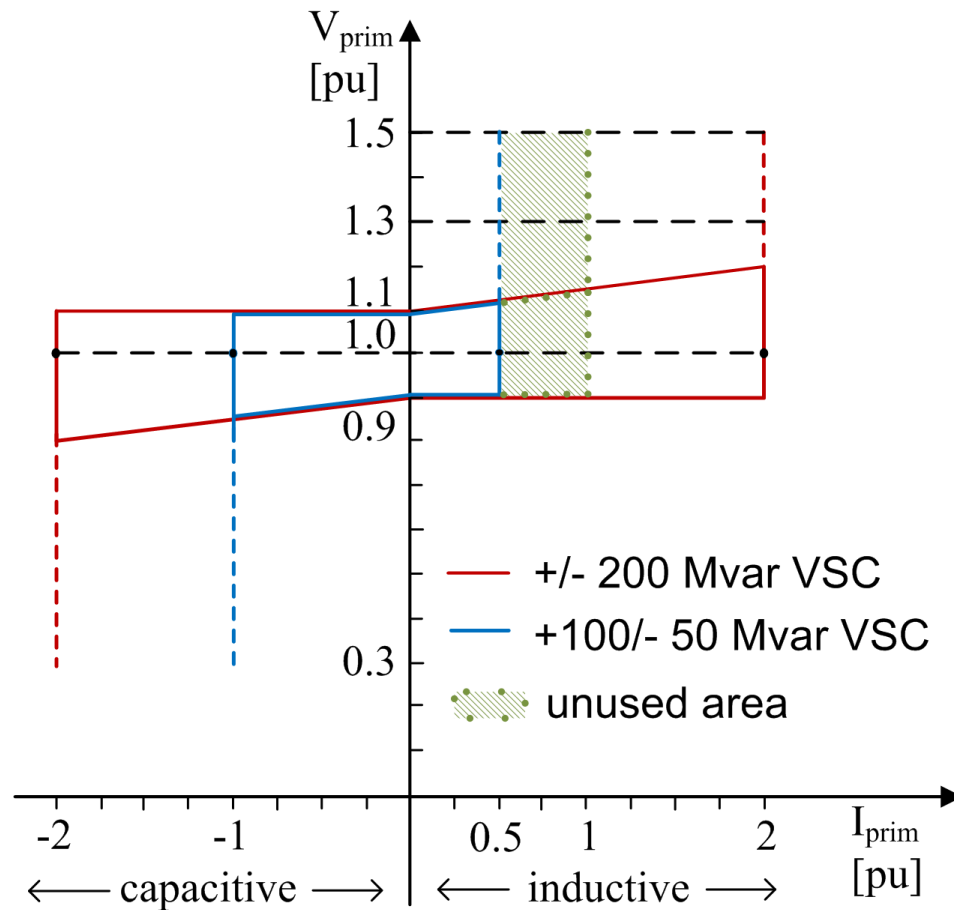 V_prim
[pu]
1.5
1.3
1.1
1.0
0.9
+/- 200 Mvar VSC
+100/- 50 Mvar VSC
0.3
unused area
-2 -1 0.5 1 2 I_prim
[pu]
capacitive inductive